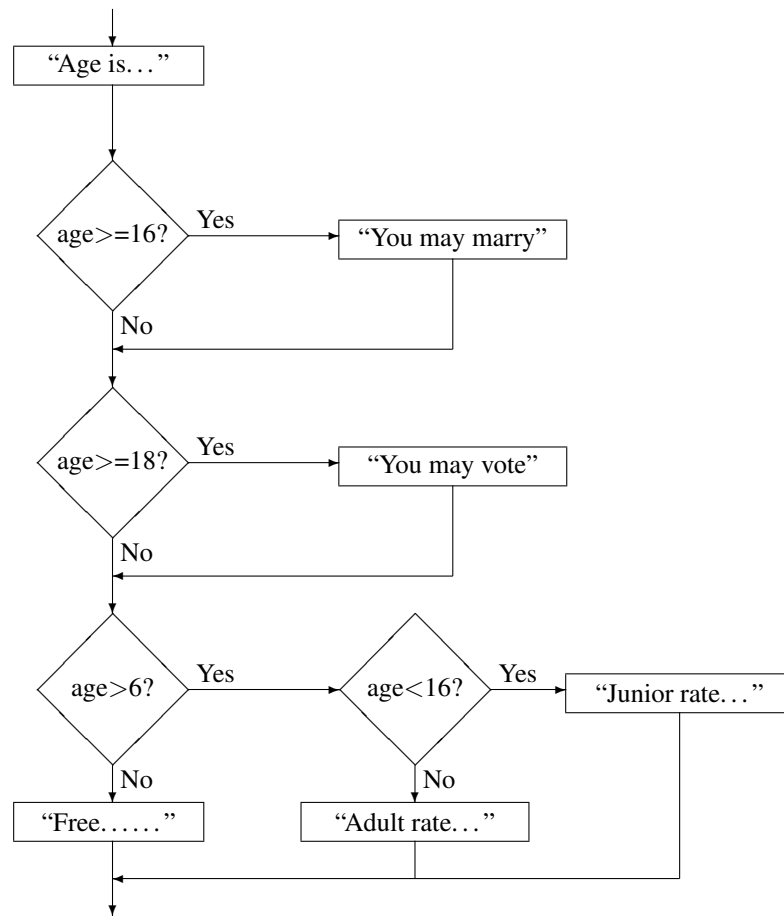 “Age is. . . ”
age>=16?
Yes
“You may marry”
No
age>=18?
Yes
“You may vote”
No
age>6?
Yes
age<16?
Yes
“Junior rate. . . ”
No
No
“Free. . . . . . ”
“Adult rate. . . ”